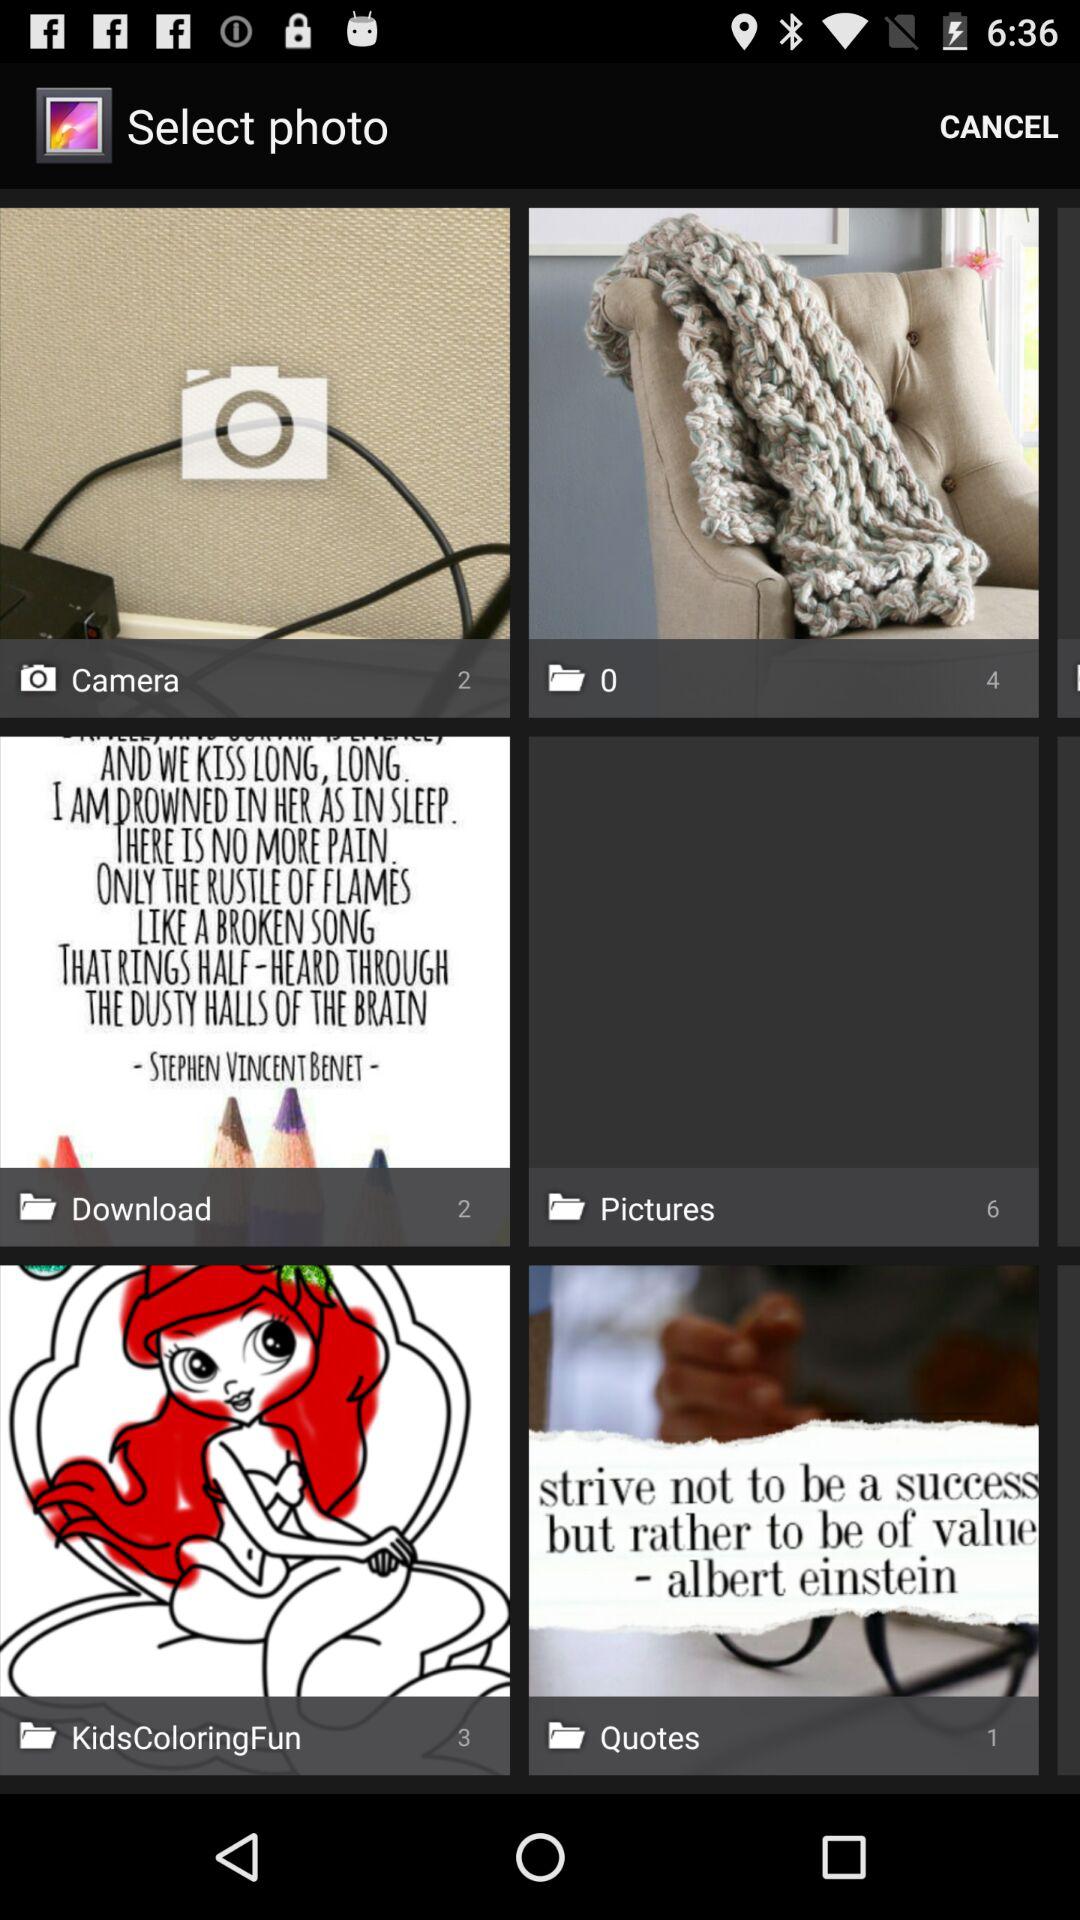 6:36
Select photo
CANCEL
Camera 2
0 4
AND WE KISS LONG, LONG.
I AM DROWNED IN HER AS IN SLEEP.
THERE IS NO MORE PAIN.
ONLY THE RUSTLE OF FLAMES
LIKE A BROKEN SONG
THAT RINGS HALF-HEARD THROUGH
THE DUSTY HALLS OF THE BRAIN
- STEPHEN VINCENT BENET -
Download 2
Pictures 6
KidsColoringFun 3
strive not to be a success
but rather to be of value
- albert einstein
Quotes 1